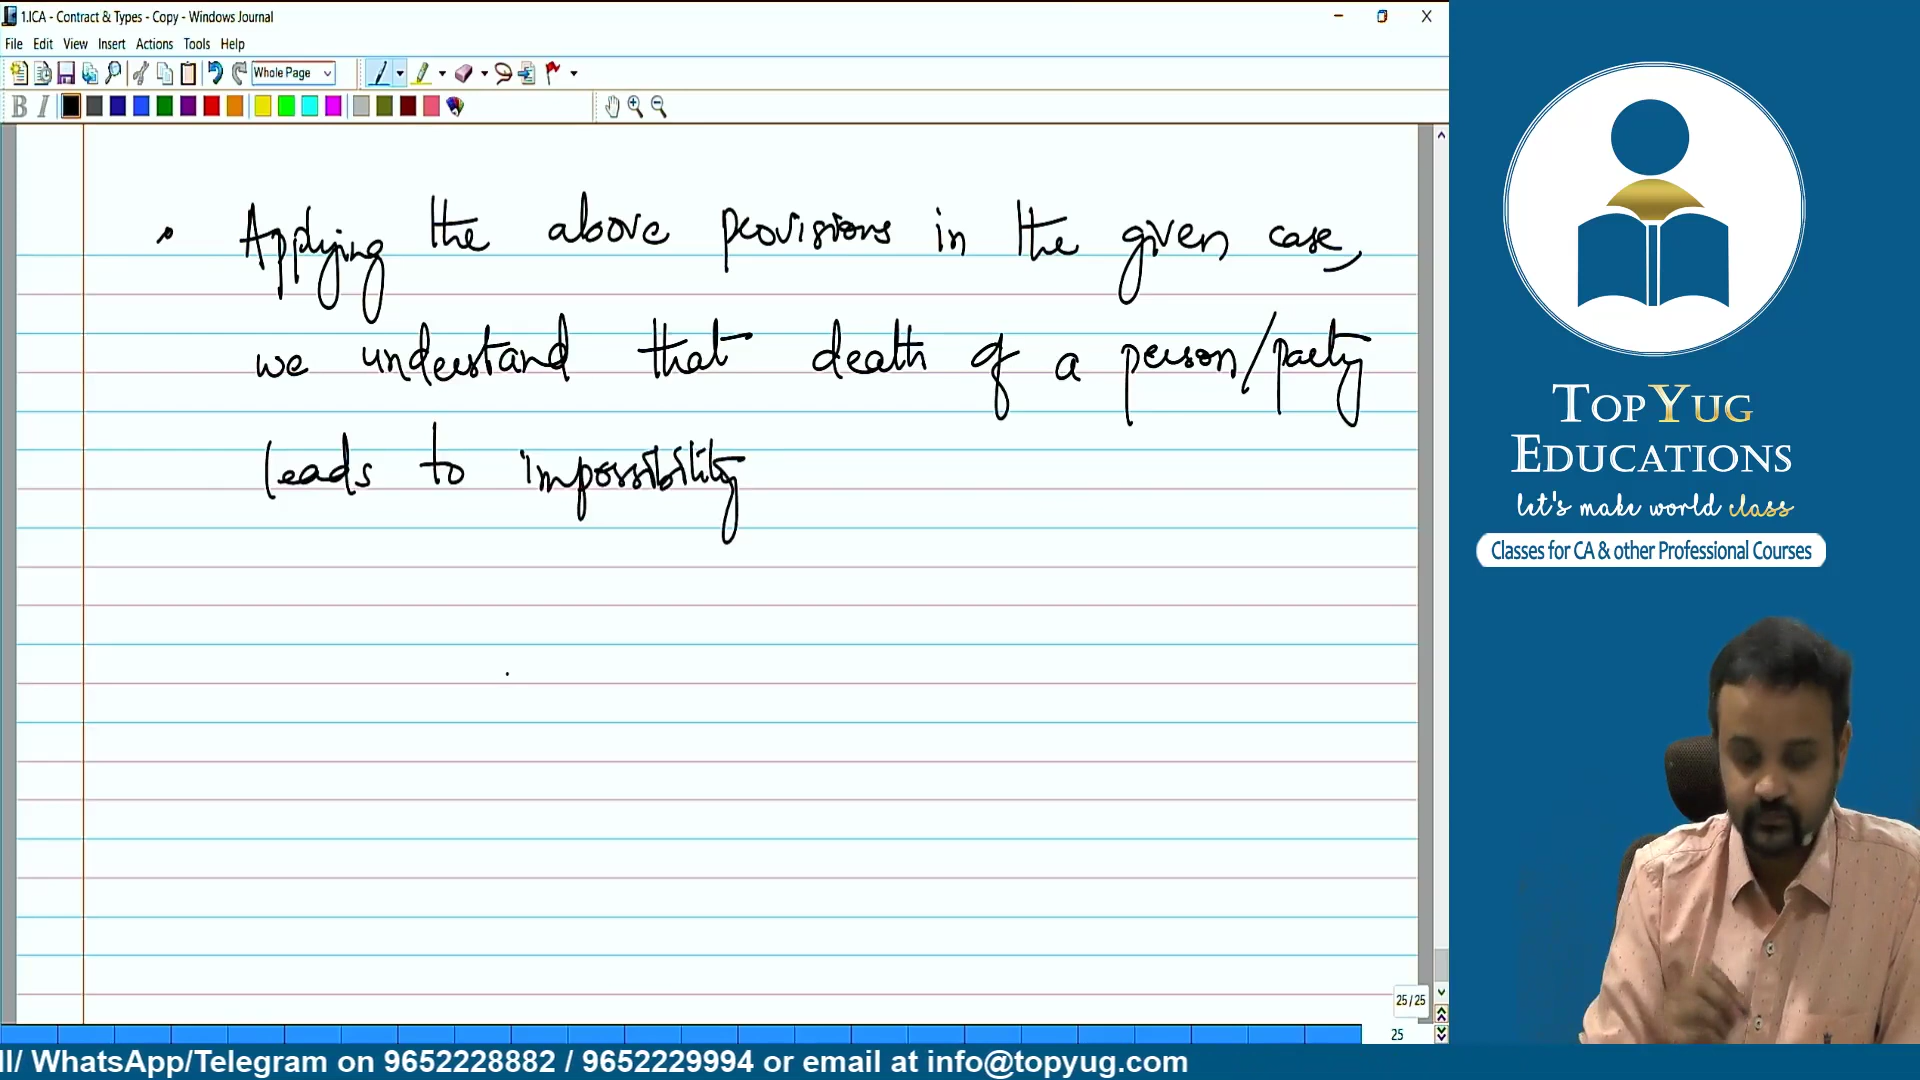 1.ICA - Contract & Types - Copy - Windows Journal
File Edit View Insert Actions Tools Help
Whole Page
B I
• Applying the above provisions in the given case,
we understand that death of a person/party
leads to impossibility
25/25
25
TOPYUG
EDUCATIONS
let's make world class
Classes for CA & other Professional Courses
ll/ WhatsApp/Telegram on 9652228882 / 9652229994 or email at info@topyug.com